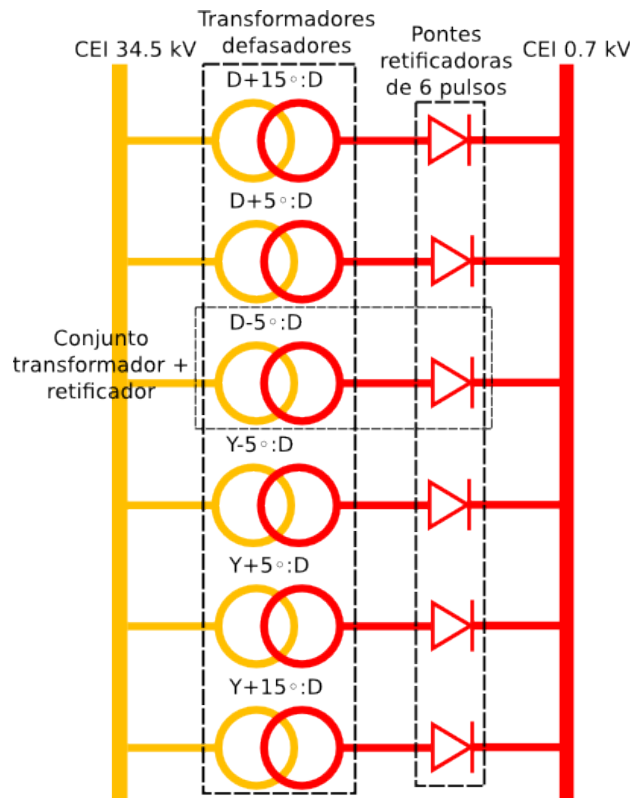 Transformadores
defasadores
Pontes
retificadoras
de 6 pulsos
CEI 34.5 kV
CEI 0.7 kV
D+15◦:D
D+5◦:D
D-5◦:D
Conjunto
transformador +
retificador
Y-5◦:D
Y+5◦:D
Y+15◦:D